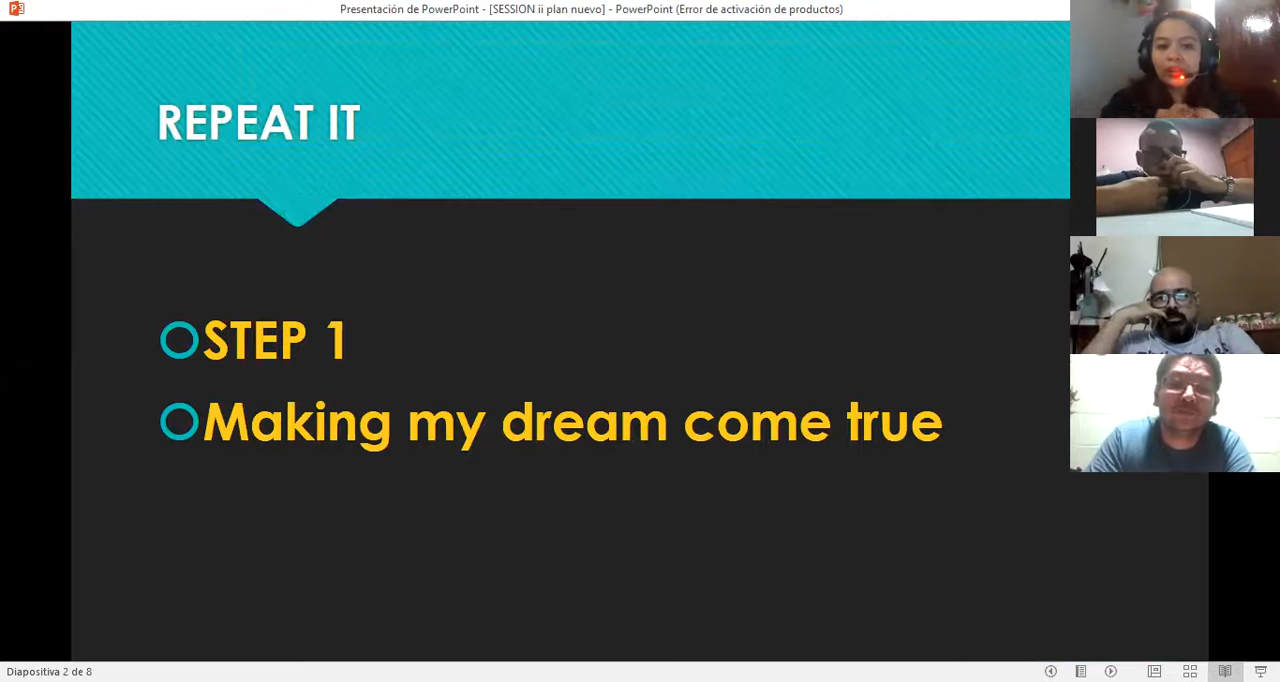 Presentación de PowerPoint - [SESSION ii plan nuevo] - PowerPoint (Error de activación de productos)
REPEAT IT
STEP 1
Making my dream come true
Diapositiva 2 de 8